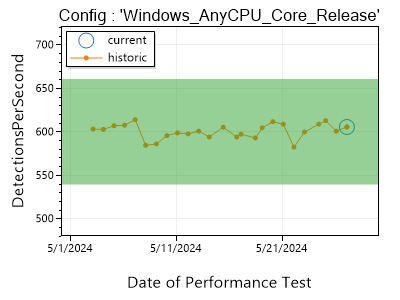 Config : 'Windows_AnyCPU_Core_Release'
current
historic
DetectionsPerSecond
700
650
600
550
500
5/1/2024
5/11/2024
5/21/2024
Date of Performance Test